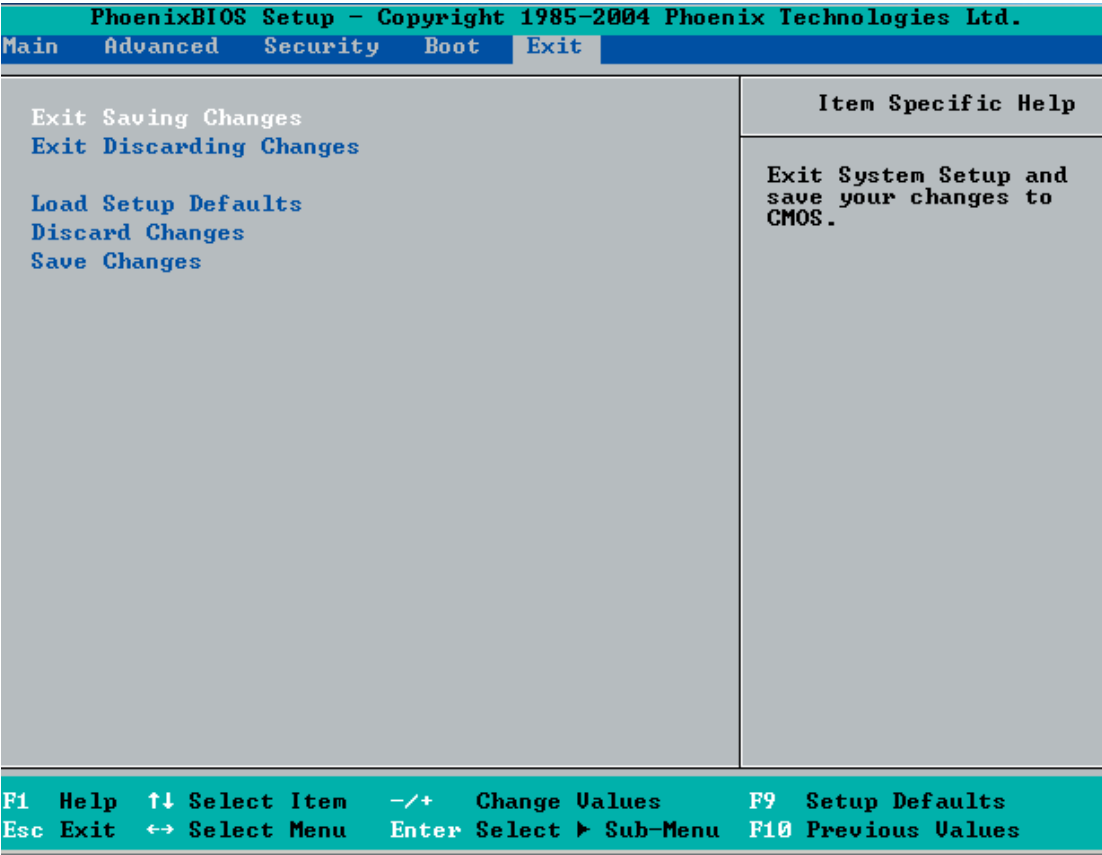 PhoenixBIOS Setup - Copyright 1985-2004 Phoenix Technologies Ltd.
Main Advanced Security Boot Exit
Exit Saving Changes
Exit Discarding Changes
Load Setup Defaults
Discard Changes
Save Changes
Item Specific Help
Exit System Setup and
save your changes to
CMOS.
F1 Help ↑↓ Select Item -/+ Change Values F9 Setup Defaults
Esc Exit ↔ Select Menu Enter Select ▶ Sub-Menu F10 Previous Values